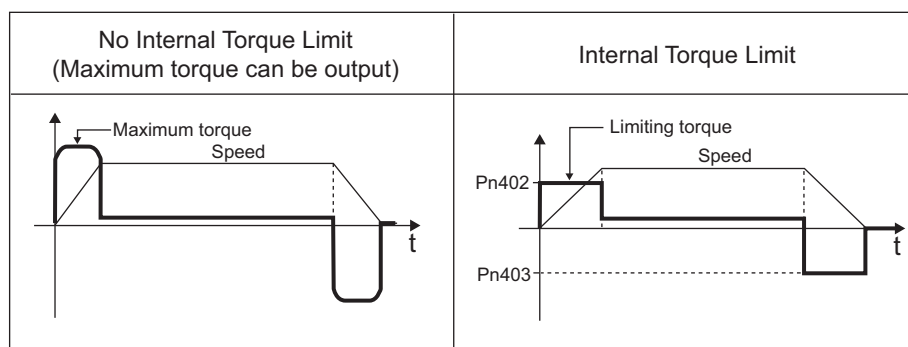 No Internal Torque Limit
(Maximum torque can be output)
Internal Torque Limit
Maximum torque
Speed
t
Limiting torque
Speed
Pn402
t
Pn403